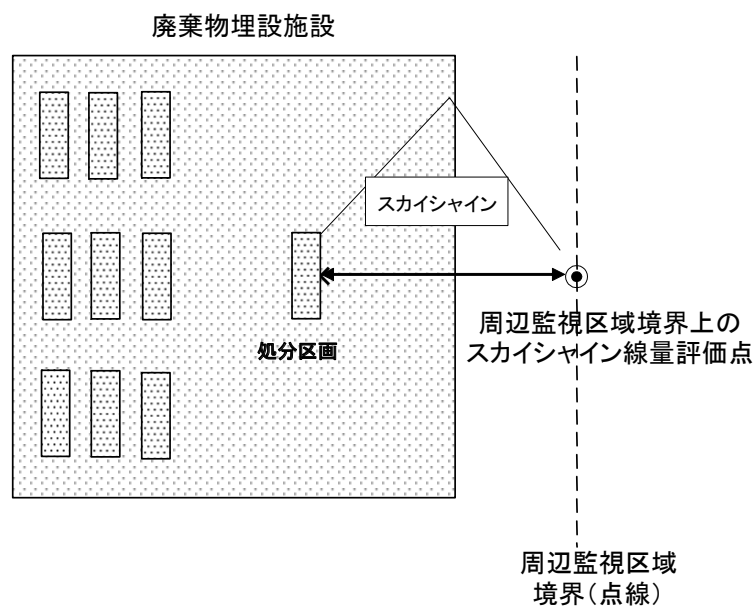 廃棄物埋設施設
スカイシャイン
処分区画
周辺監視区域境界上の
スカイシャイン線量評価点
周辺監視区域
境界（点線）